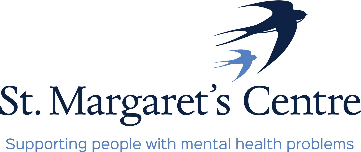 St. Margaret's Centre
Supporting people with mental health problems